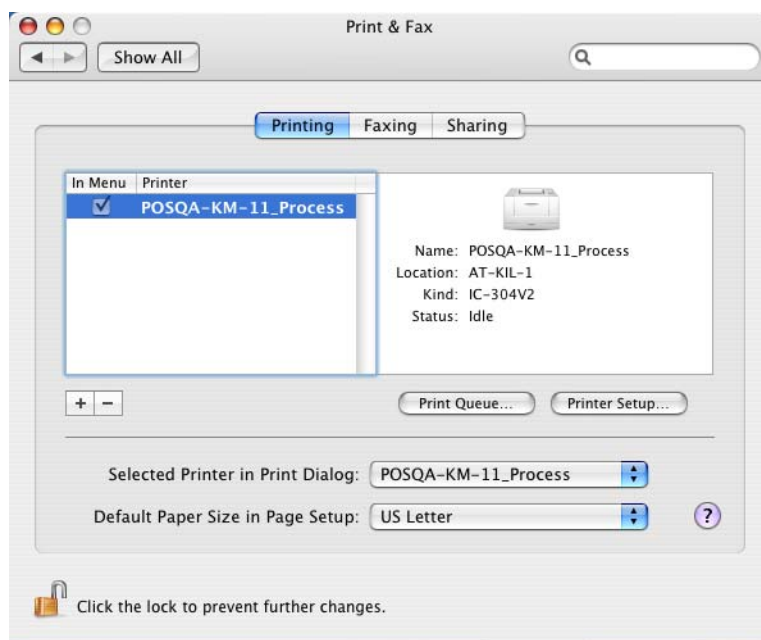 Print & Fax
Show All
Printing Faxing Sharing
In Menu Printer
POSQA-KM-11_Process
Name: POSQA-KM-11_Process
Location: AT-KIL-1
Kind: IC-304V2
Status: Idle
+ −
Print Queue... Printer Setup...
Selected Printer in Print Dialog: POSQA-KM-11_Process
Default Paper Size in Page Setup: US Letter ?
Click the lock to prevent further changes.